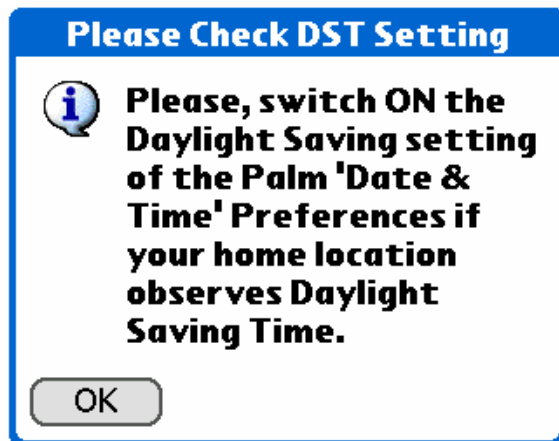 Please Check DST Setting
Please, switch ON the
Daylight Saving setting
of the Palm 'Date &
Time' Preferences if
your home location
observes Daylight
Saving Time.
OK